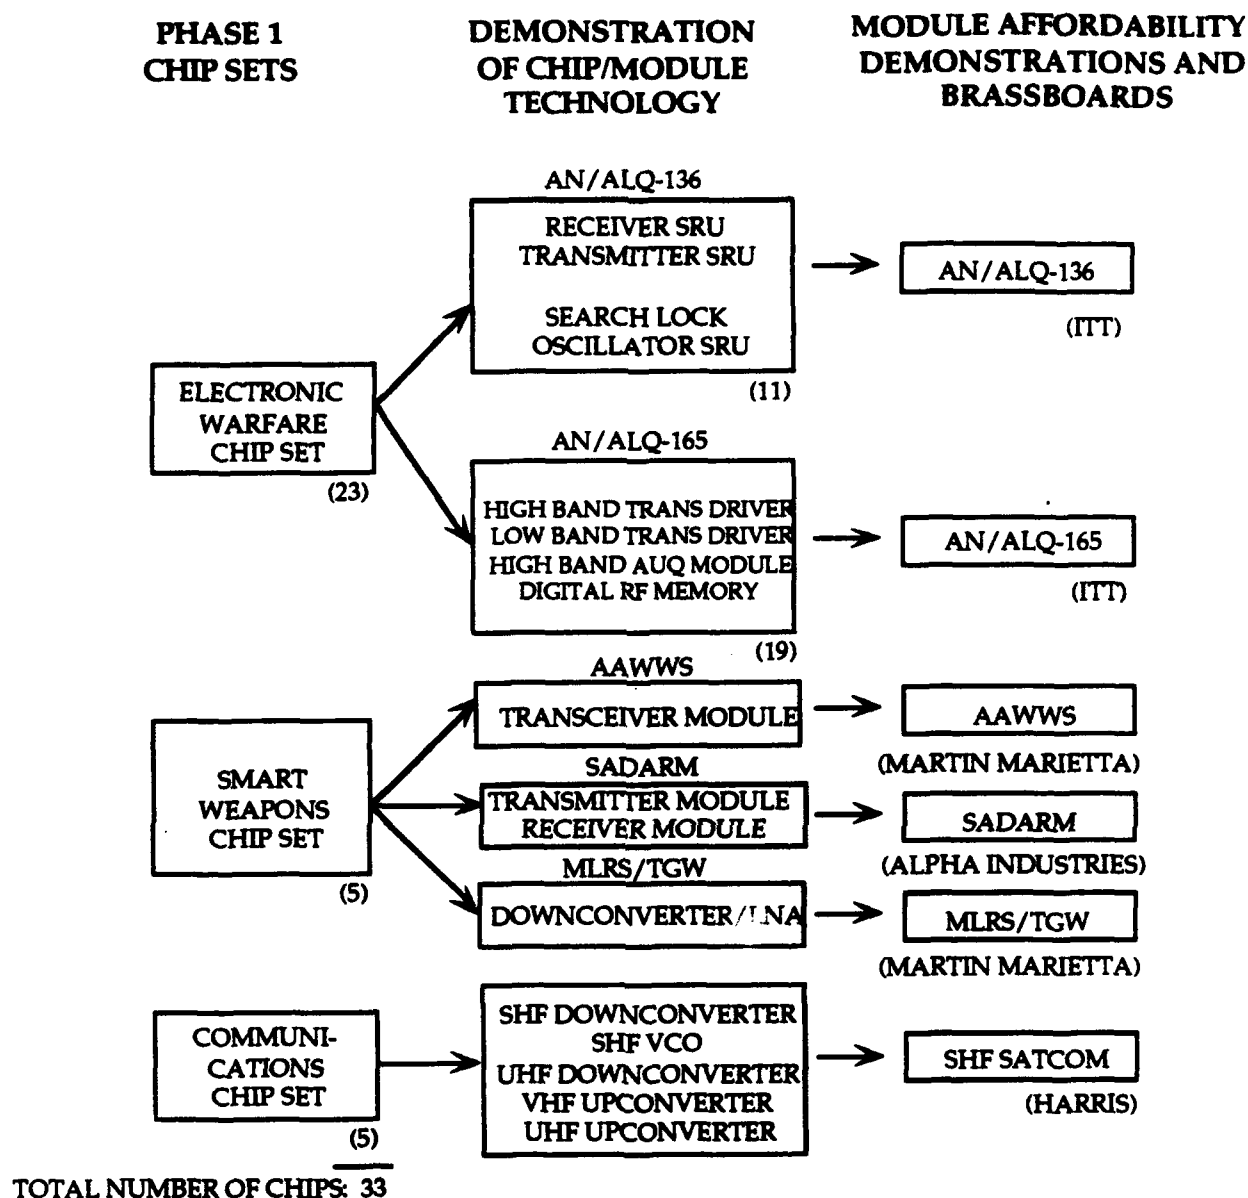 PHASE 1
CHIP SETS
DEMONSTRATION
OF CHIP/MODULE
TECHNOLOGY
MODULE AFFORDABILITY
DEMONSTRATIONS AND
BRASSBOARDS
ELECTRONIC
WARFARE
CHIP SET
(23)
AN/ALQ-136
RECEIVER SRU
TRANSMITTER SRU
SEARCH LOCK
OSCILLATOR SRU
(11)
AN/ALQ-136
(ITT)
AN/ALQ-165
HIGH BAND TRANS DRIVER
LOW BAND TRANS DRIVER
HIGH BAND AUQ MODULE
DIGITAL RF MEMORY
(19)
AN/ALQ-165
(ITT)
SMART
WEAPONS
CHIP SET
(5)
AAWWS
TRANSCEIVER MODULE
AAWWS
(MARTIN MARIETTA)
SADARM
TRANSMITTER MODULE
RECEIVER MODULE
SADARM
(ALPHA INDUSTRIES)
MLRS/TGW
DOWNCONVERTER/LNA
MLRS/TGW
(MARTIN MARIETTA)
COMMUNI-
CATIONS
CHIP SET
(5)
SHF DOWNCONVERTER
SHF VCO
UHF DOWNCONVERTER
VHF UPCONVERTER
UHF UPCONVERTER
SHF SATCOM
(HARRIS)
TOTAL NUMBER OF CHIPS: 33